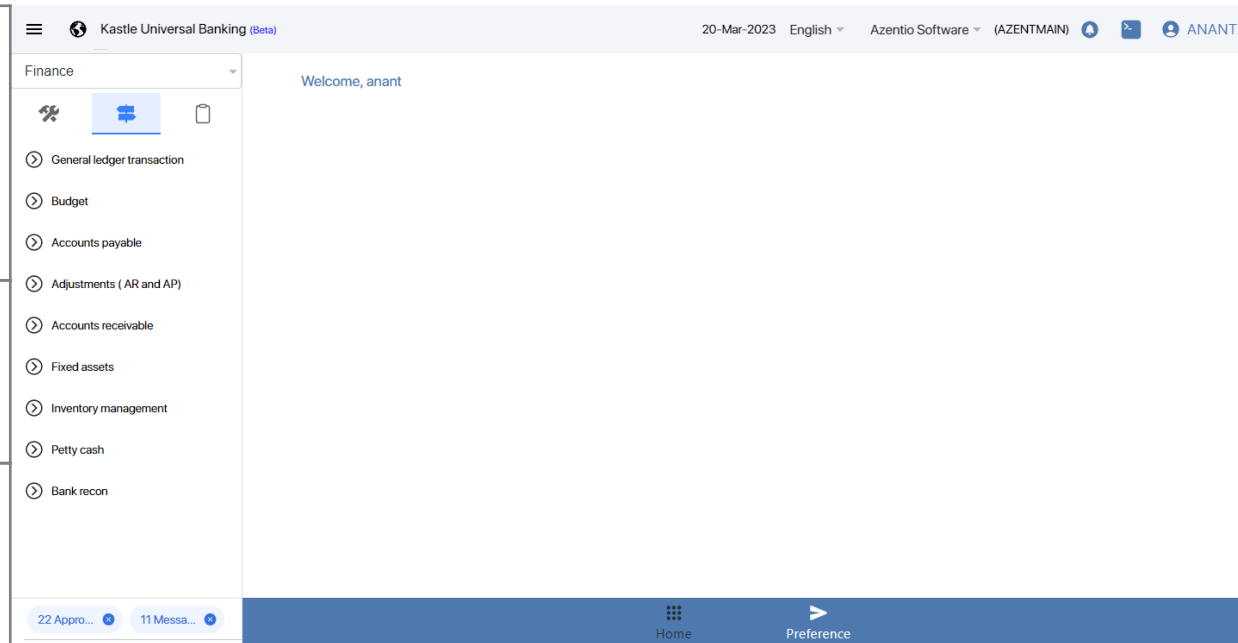 Kastle Universal Banking (Beta)
20-Mar-2023 English Azentio Software (AZENTMAIN) ANANT
Finance
Welcome, anant
General ledger transaction
Budget
Accounts payable
Adjustments ( AR and AP)
Accounts receivable
Fixed assets
Inventory management
Petty cash
Bank recon
22 Appro... 11 Messa...
Home Preference